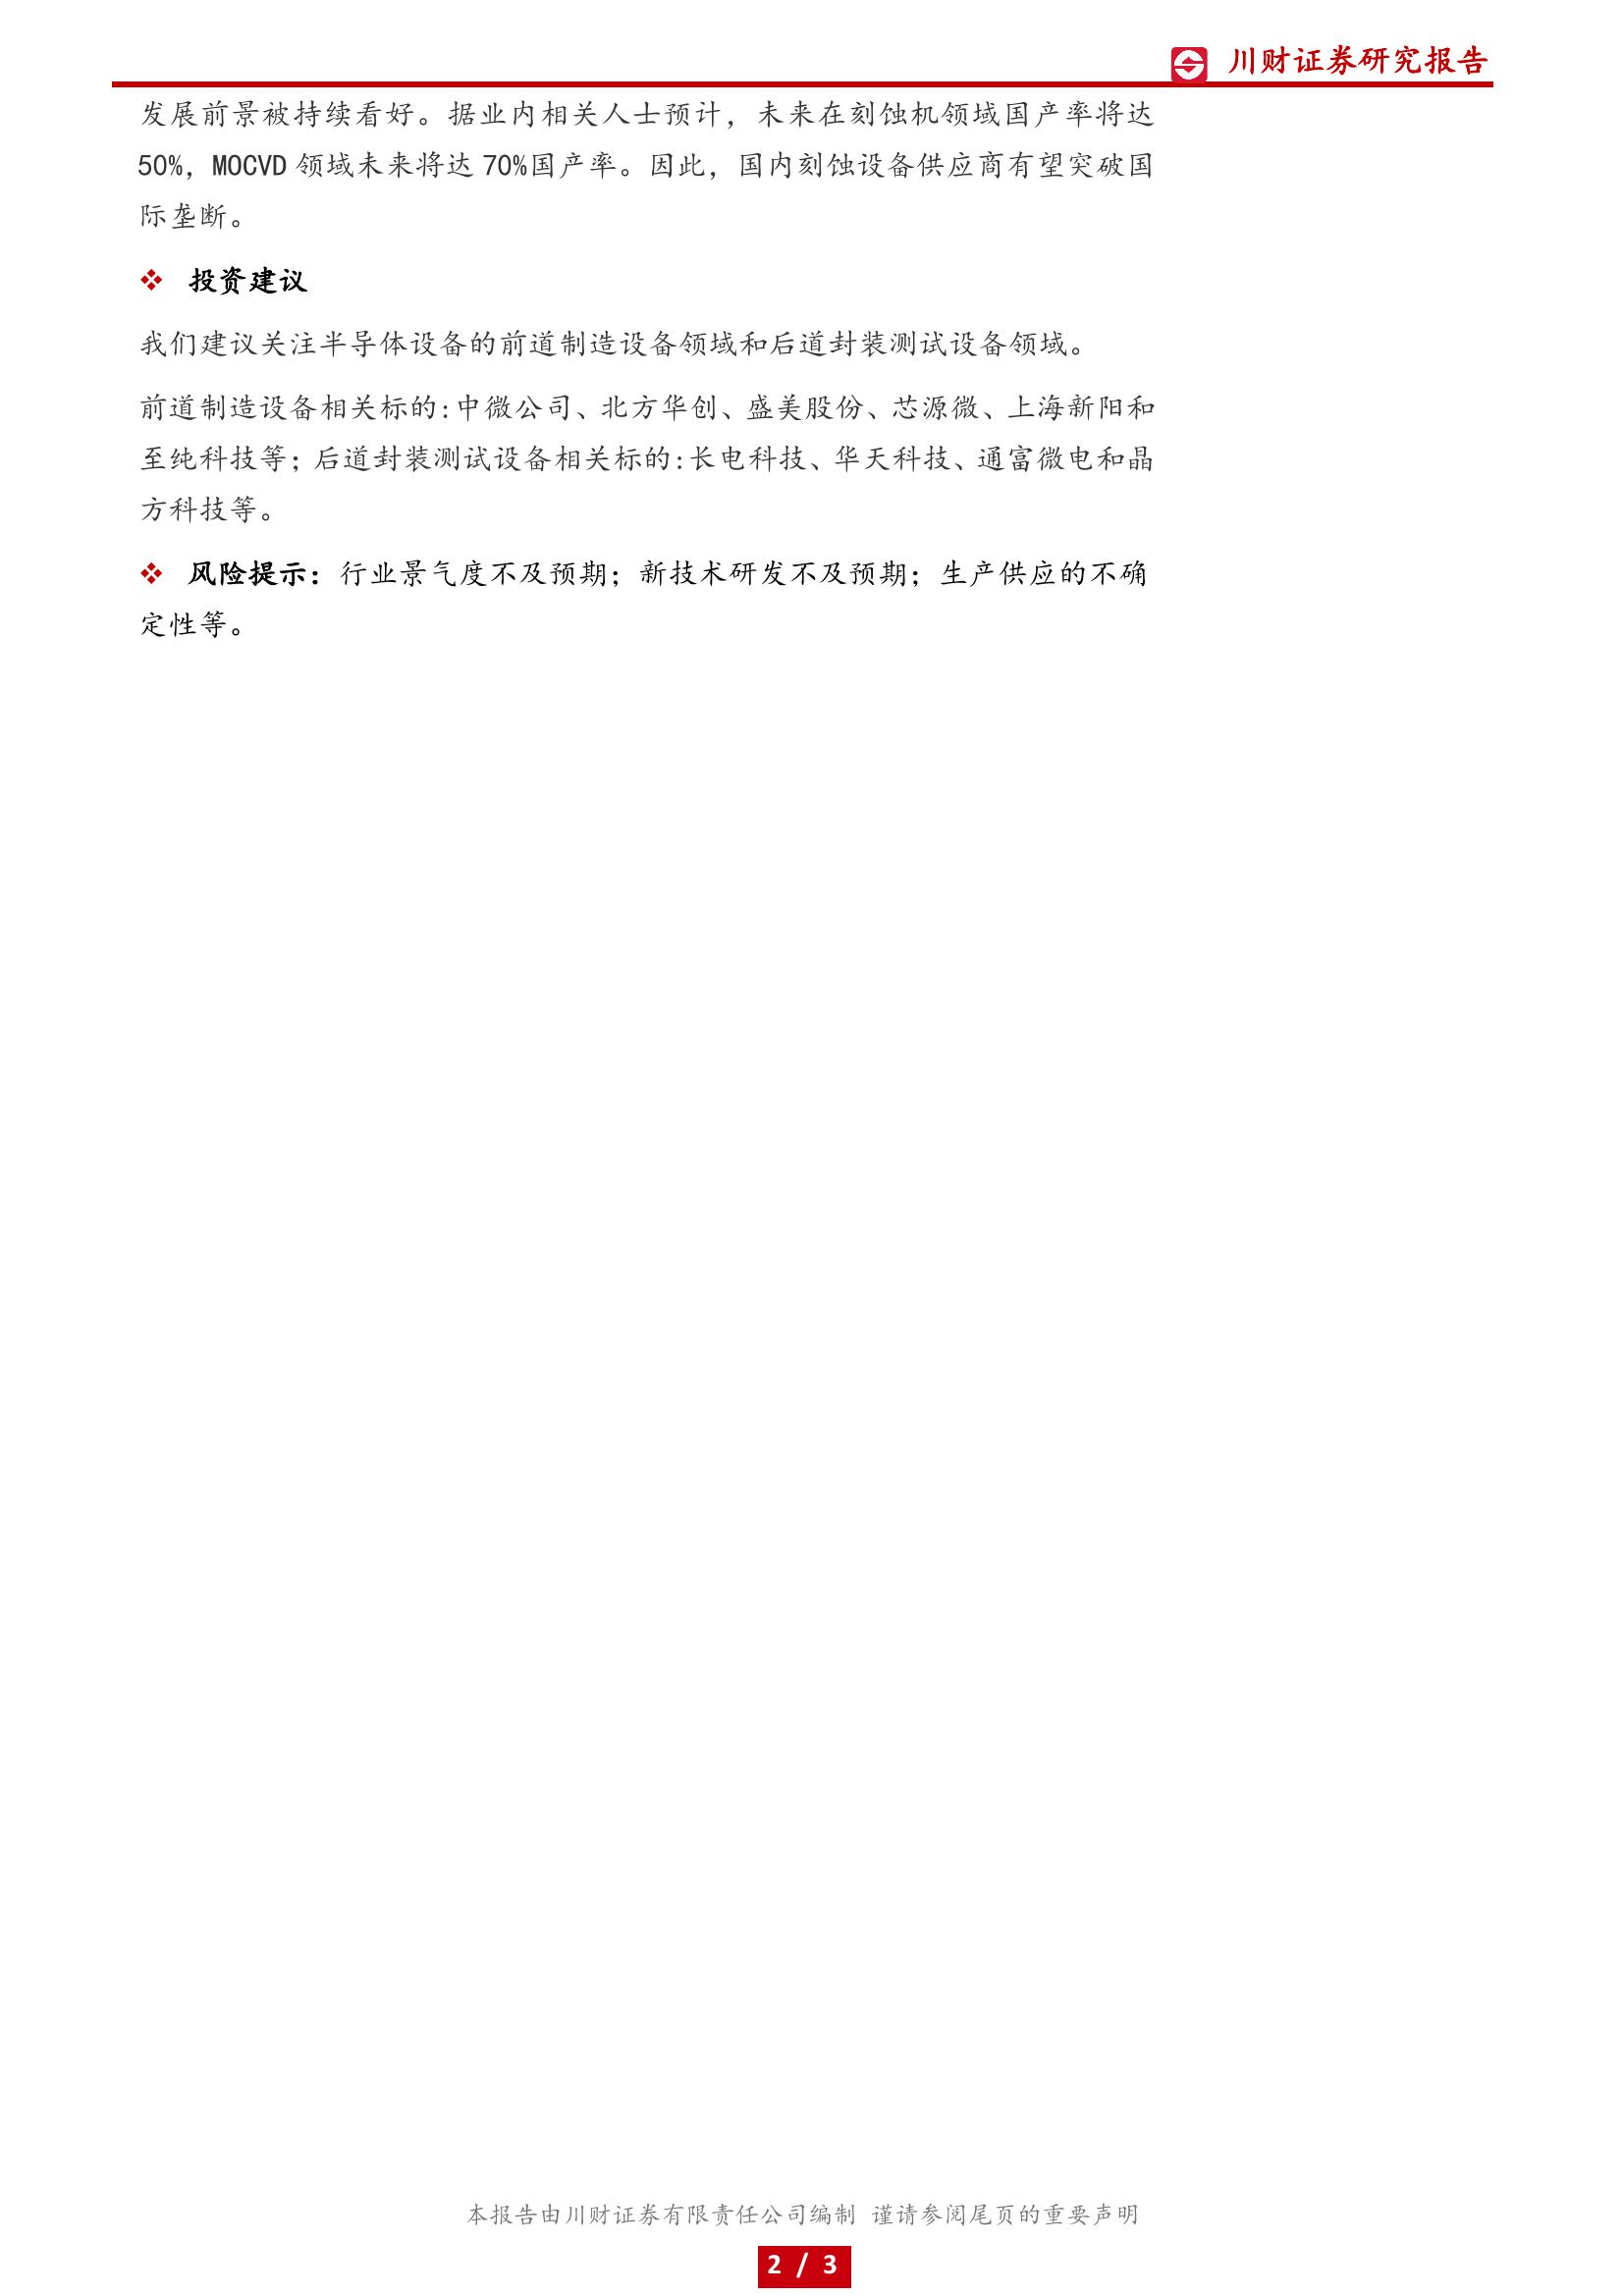 川财证券研究报告
发展前景被持续看好。据业内相关人士预计，未来在刻蚀机领域国产率将达
50%，MOCVD 领域未来将达 70%国产率。因此，国内刻蚀设备供应商有望突破国
际垄断。
❖ 投资建议
我们建议关注半导体设备的前道制造设备领域和后道封装测试设备领域。
前道制造设备相关标的:中微公司、北方华创、盛美股份、芯源微、上海新阳和
至纯科技等；后道封装测试设备相关标的:长电科技、华天科技、通富微电和晶
方科技等。
❖ 风险提示：行业景气度不及预期；新技术研发不及预期；生产供应的不确
定性等。
本报告由川财证券有限责任公司编制 谨请参阅尾页的重要声明
2 / 3